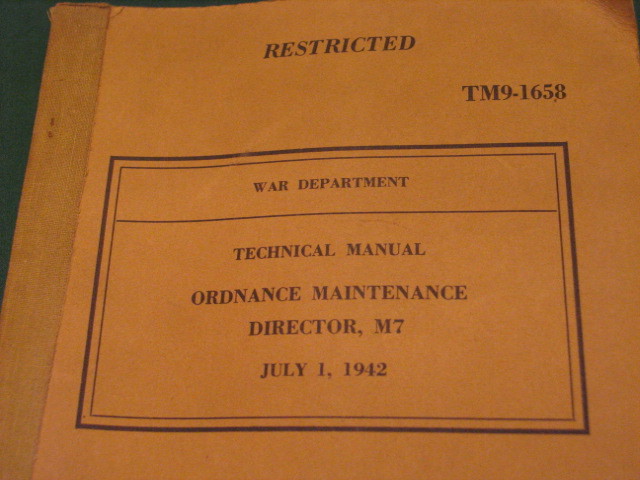 RESTRICTED
TM9-1658
WAR DEPARTMENT
TECHNICAL MANUAL
ORDNANCE MAINTENANCE
DIRECTOR, M7
JULY 1, 1942